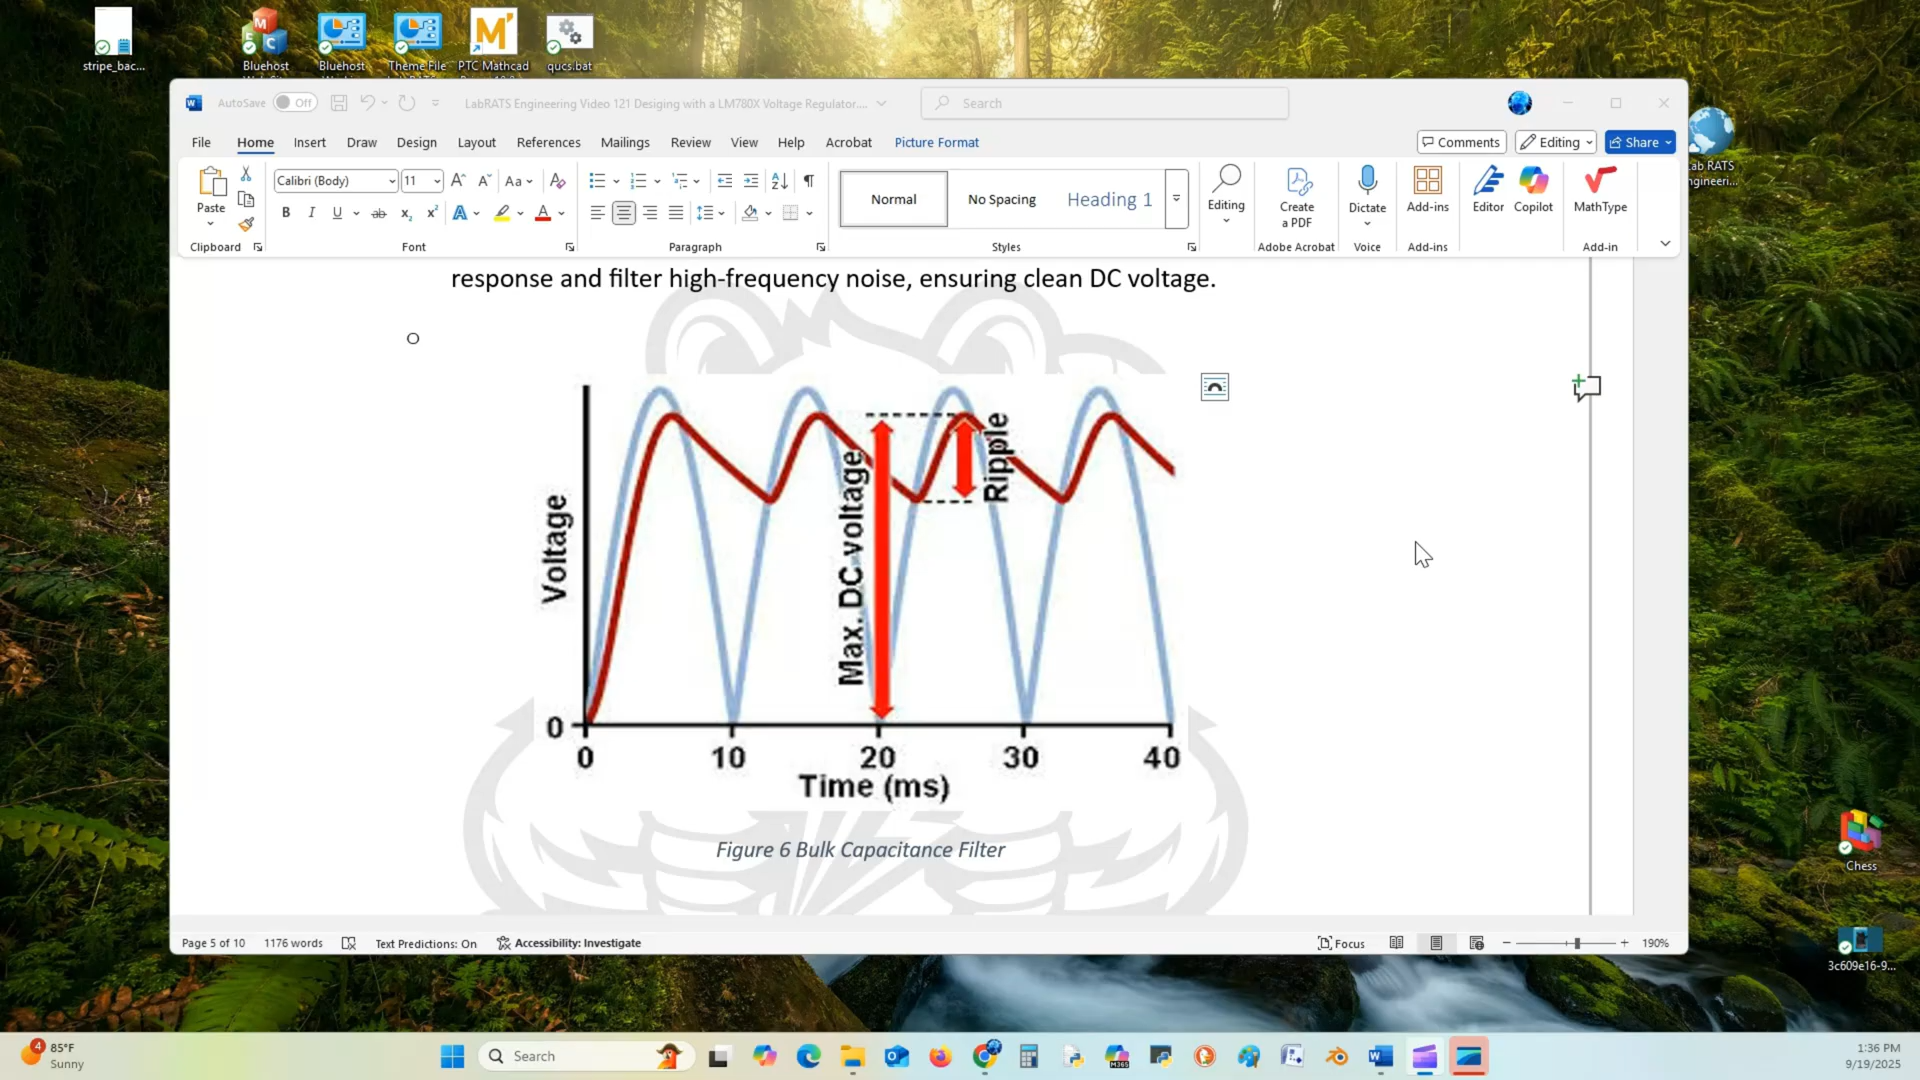 stripe_bac...
Bluehost
Bluehost
Theme File
PTC Mathcad
qucs.bat
AutoSave Off
LabRATS Engineering Video 121 Desiging with a LM780X Voltage Regulator....
Search
File Home Insert Draw Design Layout References Mailings Review View Help Acrobat Picture Format
Comments Editing Share
Paste
Calibri (Body) 11
Normal No Spacing Heading 1
Editing
Create
a PDF
Dictate
Add-ins
Editor
Copilot
MathType
Clipboard Font Paragraph Styles Adobe Acrobat Voice Add-ins Add-in
response and filter high-frequency noise, ensuring clean DC voltage.
Voltage
Max. DC voltage
Ripple
0
0 10 20 30 40
Time (ms)
Figure 6 Bulk Capacitance Filter
Page 5 of 10 1176 words Text Predictions: On Accessibility: Investigate Focus 190%
Lab RATS
Chess
3c609e16-9...
85°F
Sunny
Search
1:36 PM
9/19/2025